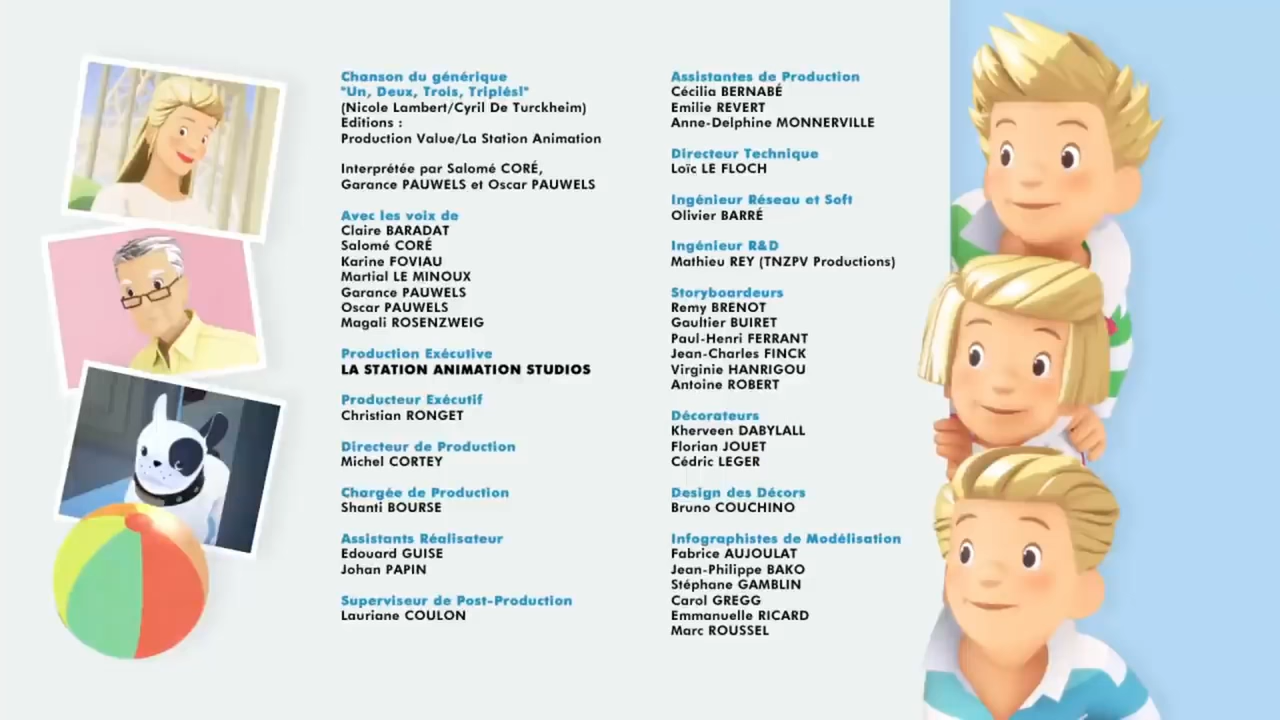 Chanson du générique
"Un, Deux, Trois, Triplés!"
(Nicole Lambert/Cyril De Turckheim)
Editions :
Production Value/La Station Animation
Interprétée par Salomé CORÉ,
Garance PAUWELS et Oscar PAUWELS
Avec les voix de
Claire BARADAT
Salomé CORÉ
Karine FOVIAU
Martial LE MINOUX
Garance PAUWELS
Oscar PAUWELS
Magali ROSENZWEIG
Production Exécutive
LA STATION ANIMATION STUDIOS
Producteur Exécutif
Christian RONGET
Directeur de Production
Michel CORTEY
Chargée de Production
Shanti BOURSE
Assistants Réalisateur
Edouard GUISE
Johan PAPIN
Superviseur de Post-Production
Lauriane COULON
Assistantes de Production
Cécilia BERNABÉ
Emilie REVERT
Anne-Delphine MONNERVILLE
Directeur Technique
Loïc LE FLOCH
Ingénieur Réseau et Soft
Olivier BARRÉ
Ingénieur R&D
Mathieu REY (TNZPV Productions)
Storyboardeurs
Remy BRENOT
Gaultier BUIRET
Paul-Henri FERRANT
Jean-Charles FINCK
Virginie HANRIGOU
Antoine ROBERT
Décorateurs
Kherveen DABYLALL
Florian JOUET
Cédric LEGER
Design des Décors
Bruno COUCHINO
Infographistes de Modélisation
Fabrice AUJOULAT
Jean-Philippe BAKO
Stéphane GAMBLIN
Carol GREGG
Emmanuelle RICARD
Marc ROUSSEL